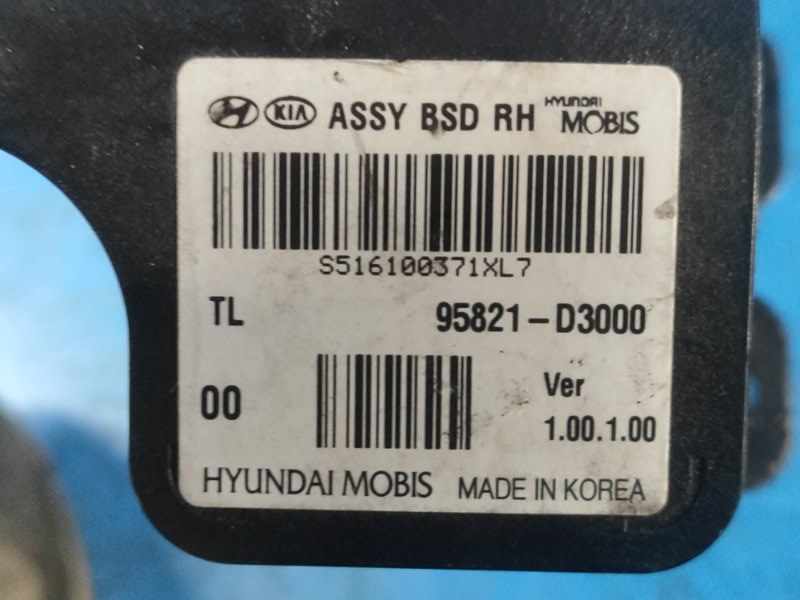 KIA ASSY BSD RH HYUNDAI MOBIS
S516100371XL7
TL 95821-D3000
00 Ver
1.00.1.00
HYUNDAI MOBIS MADE IN KOREA